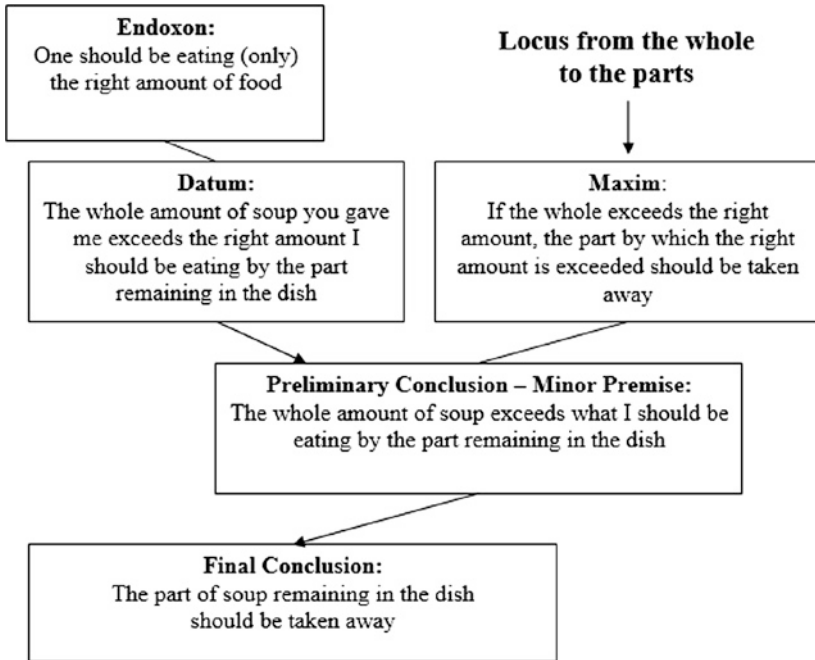 Endoxon:
One should be eating (only)
the right amount of food
Locus from the whole
to the parts
Datum:
The whole amount of soup you gave
me exceeds the right amount I
should be eating by the part
remaining in the dish
Maxim:
If the whole exceeds the right
amount, the part by which the right
amount is exceeded should be taken
away
Preliminary Conclusion – Minor Premise:
The whole amount of soup exceeds what I should be
eating by the part remaining in the dish
Final Conclusion:
The part of soup remaining in the dish
should be taken away